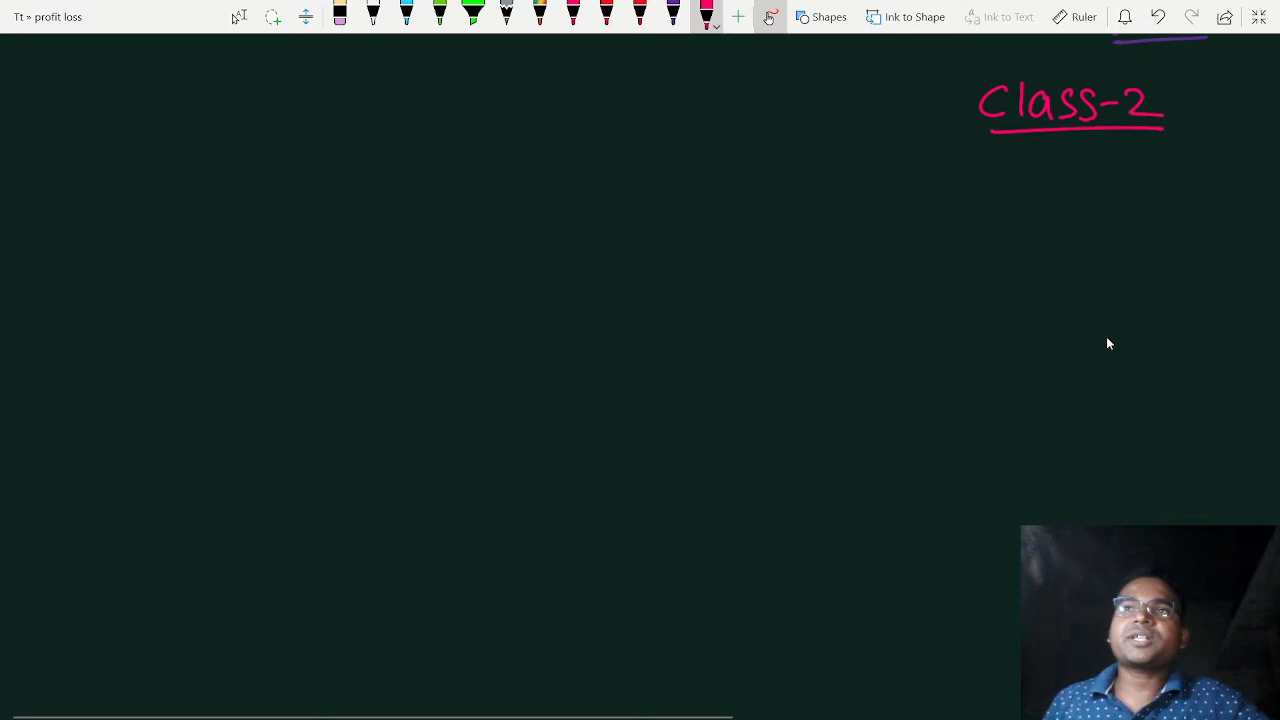 Tt » profit loss
Shapes
Ink to Shape
Ink to Text
Ruler
Class-2